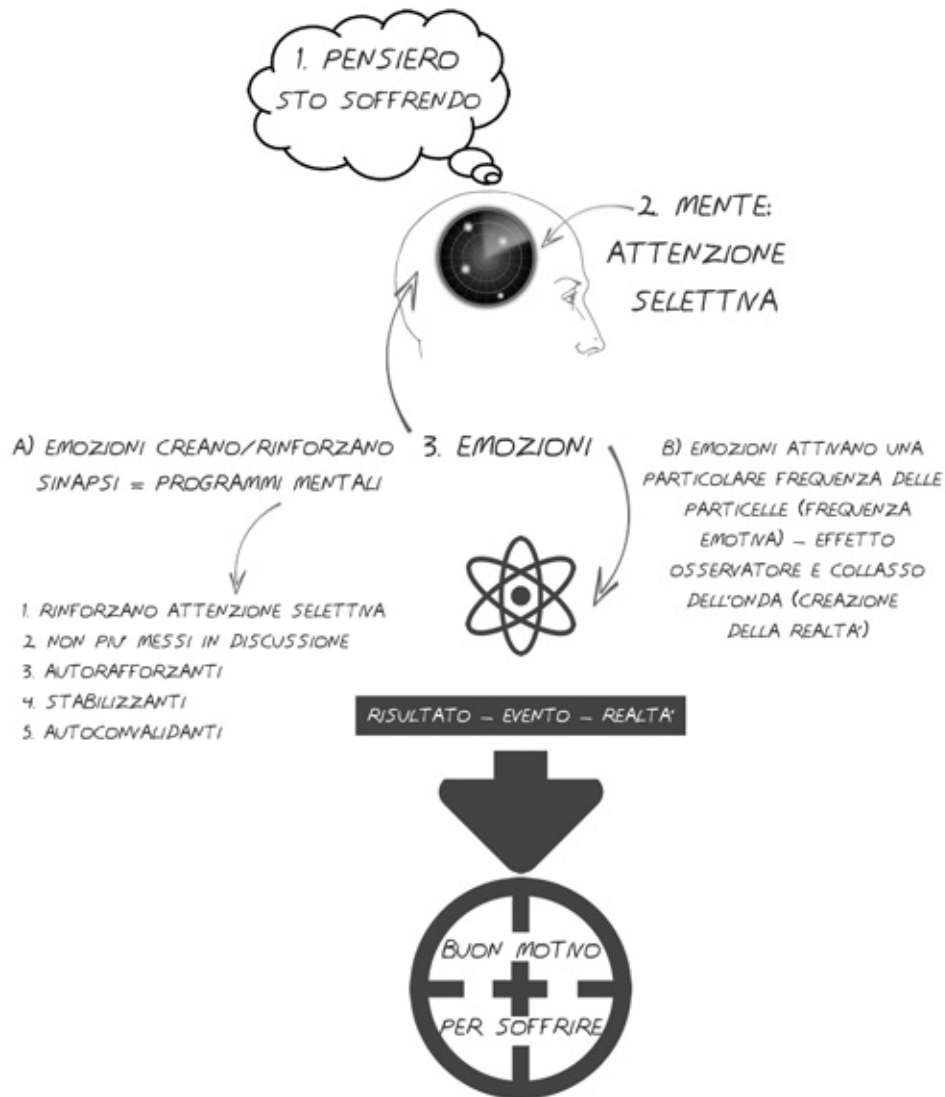 1. PENSIERO
STO SOFFRENDO
2. MENTE:
ATTENZIONE
SELETTIVA
A) EMOZIONI CREANO/RINFORZANO
SINAPSI = PROGRAMMI MENTALI
3. EMOZIONI
B) EMOZIONI ATTIVANO UNA
PARTICOLARE FREQUENZA DELLE
PARTICELLE (FREQUENZA
EMOTIVA) – EFFETTO
OSSERVATORE E COLLASSO
DELL'ONDA (CREAZIONE
DELLA REALTA')
1. RINFORZANO ATTENZIONE SELETTIVA
2. NON PIU' MESSI IN DISCUSSIONE
3. AUTORAFFORZANTI
4. STABILIZZANTI
5. AUTOCONVALIDANTI
RISULTATO – EVENTO – REALTA'
BUON MOTIVO
PER SOFFRIRE